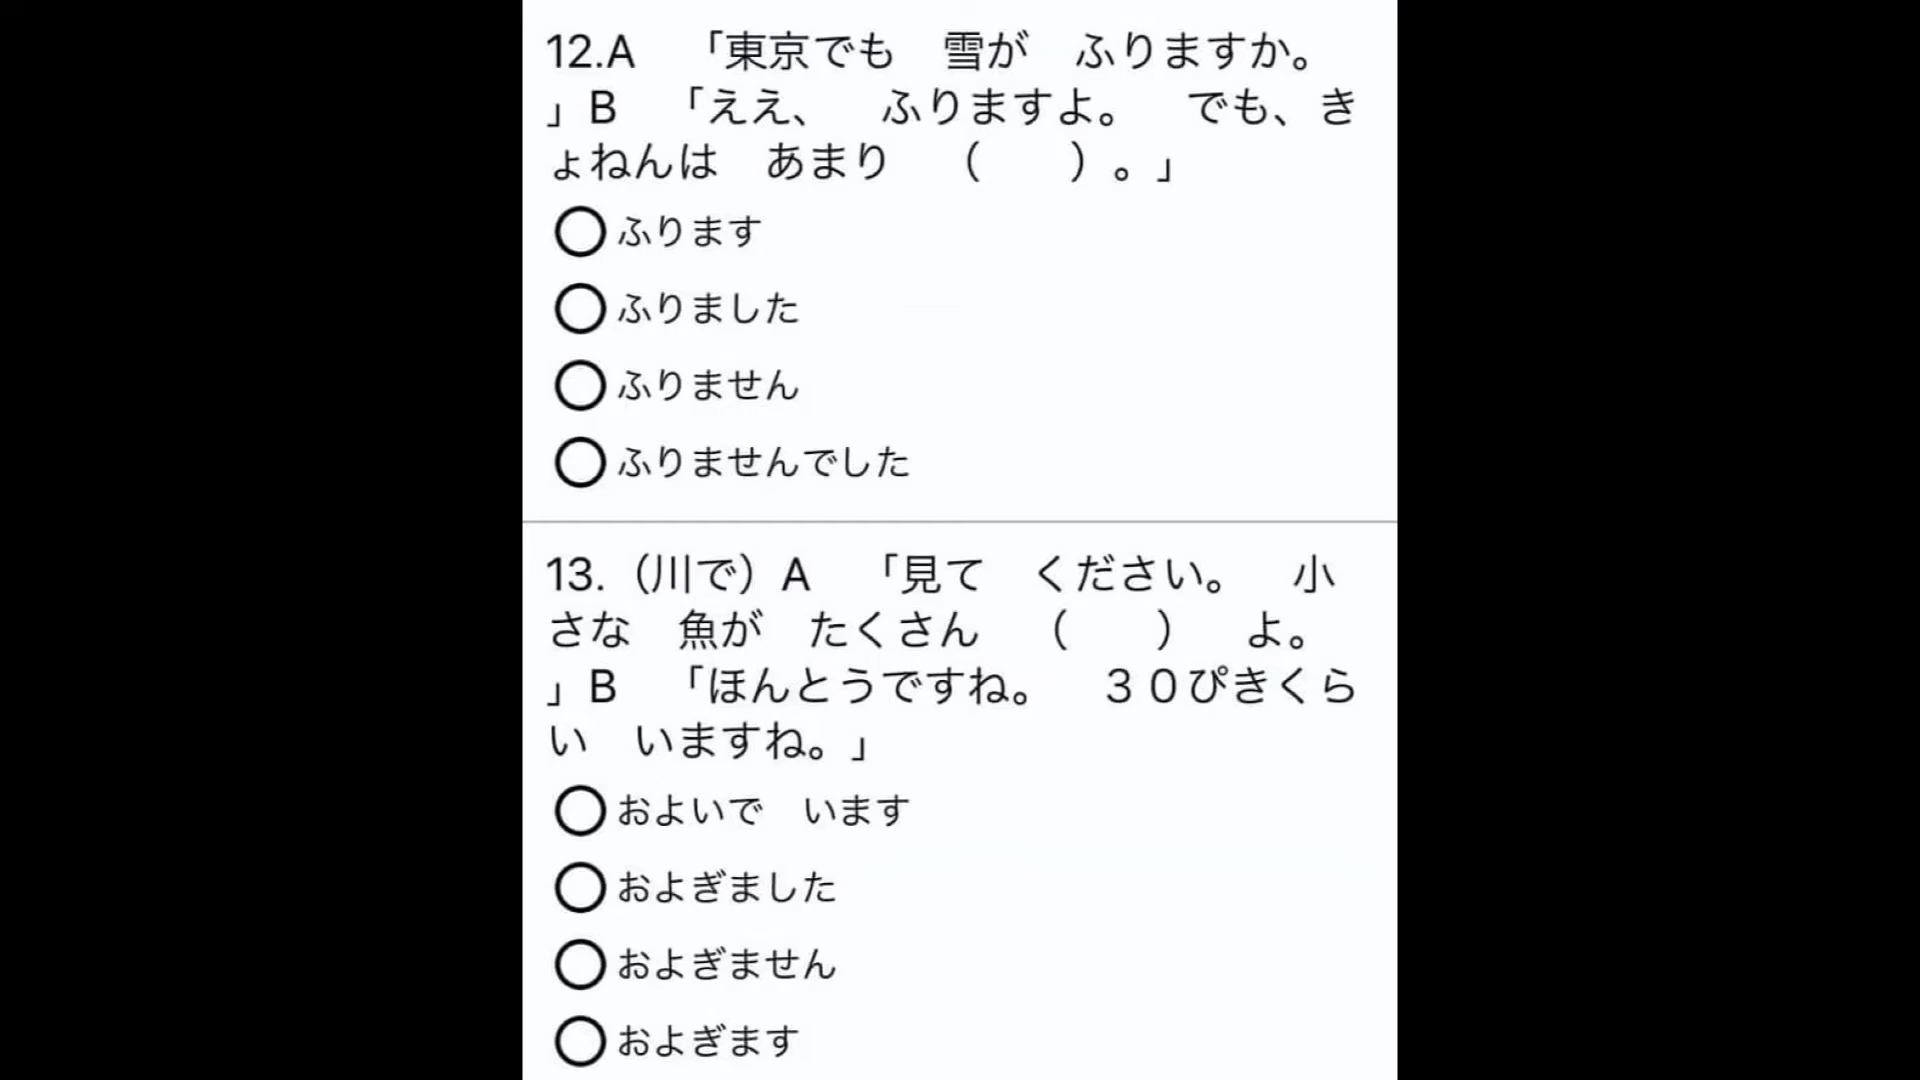 12.A　「東京でも　雪が　ふりますか。
」B　「ええ、　ふりますよ。　でも、き
ょねんは　あまり　（　　）。」
ふります
ふりました
ふりません
ふりませんでした
13.（川で）A　「見て　ください。　小
さな　魚が　たくさん　（　　）　よ。
」B　「ほんとうですね。　３０ぴきくら
い　いますね。」
およいで　います
およぎました
およぎません
およぎます